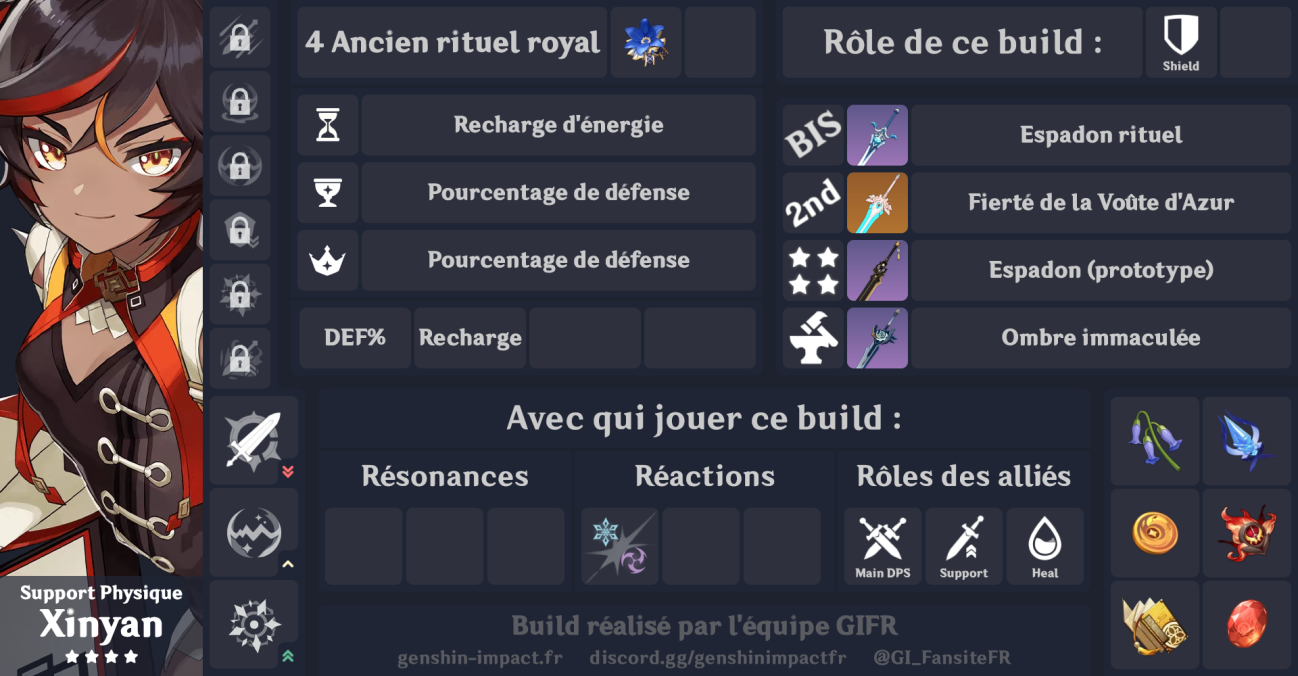 4 Ancien rituel royal
Rôle de ce build :
Shield
Recharge d'énergie
Pourcentage de défense
Pourcentage de défense
DEF%
Recharge
BIS
Espadon rituel
2nd
Fierté de la Voûte d'Azur
Espadon (prototype)
Ombre immaculée
Avec qui jouer ce build :
Résonances
Réactions
Rôles des alliés
Main DPS
Support
Heal
Support Physique
Xinyan
Build réalisé par l'équipe GIFR
genshin-impact.fr discord.gg/genshinimpactfr @GI_FansiteFR